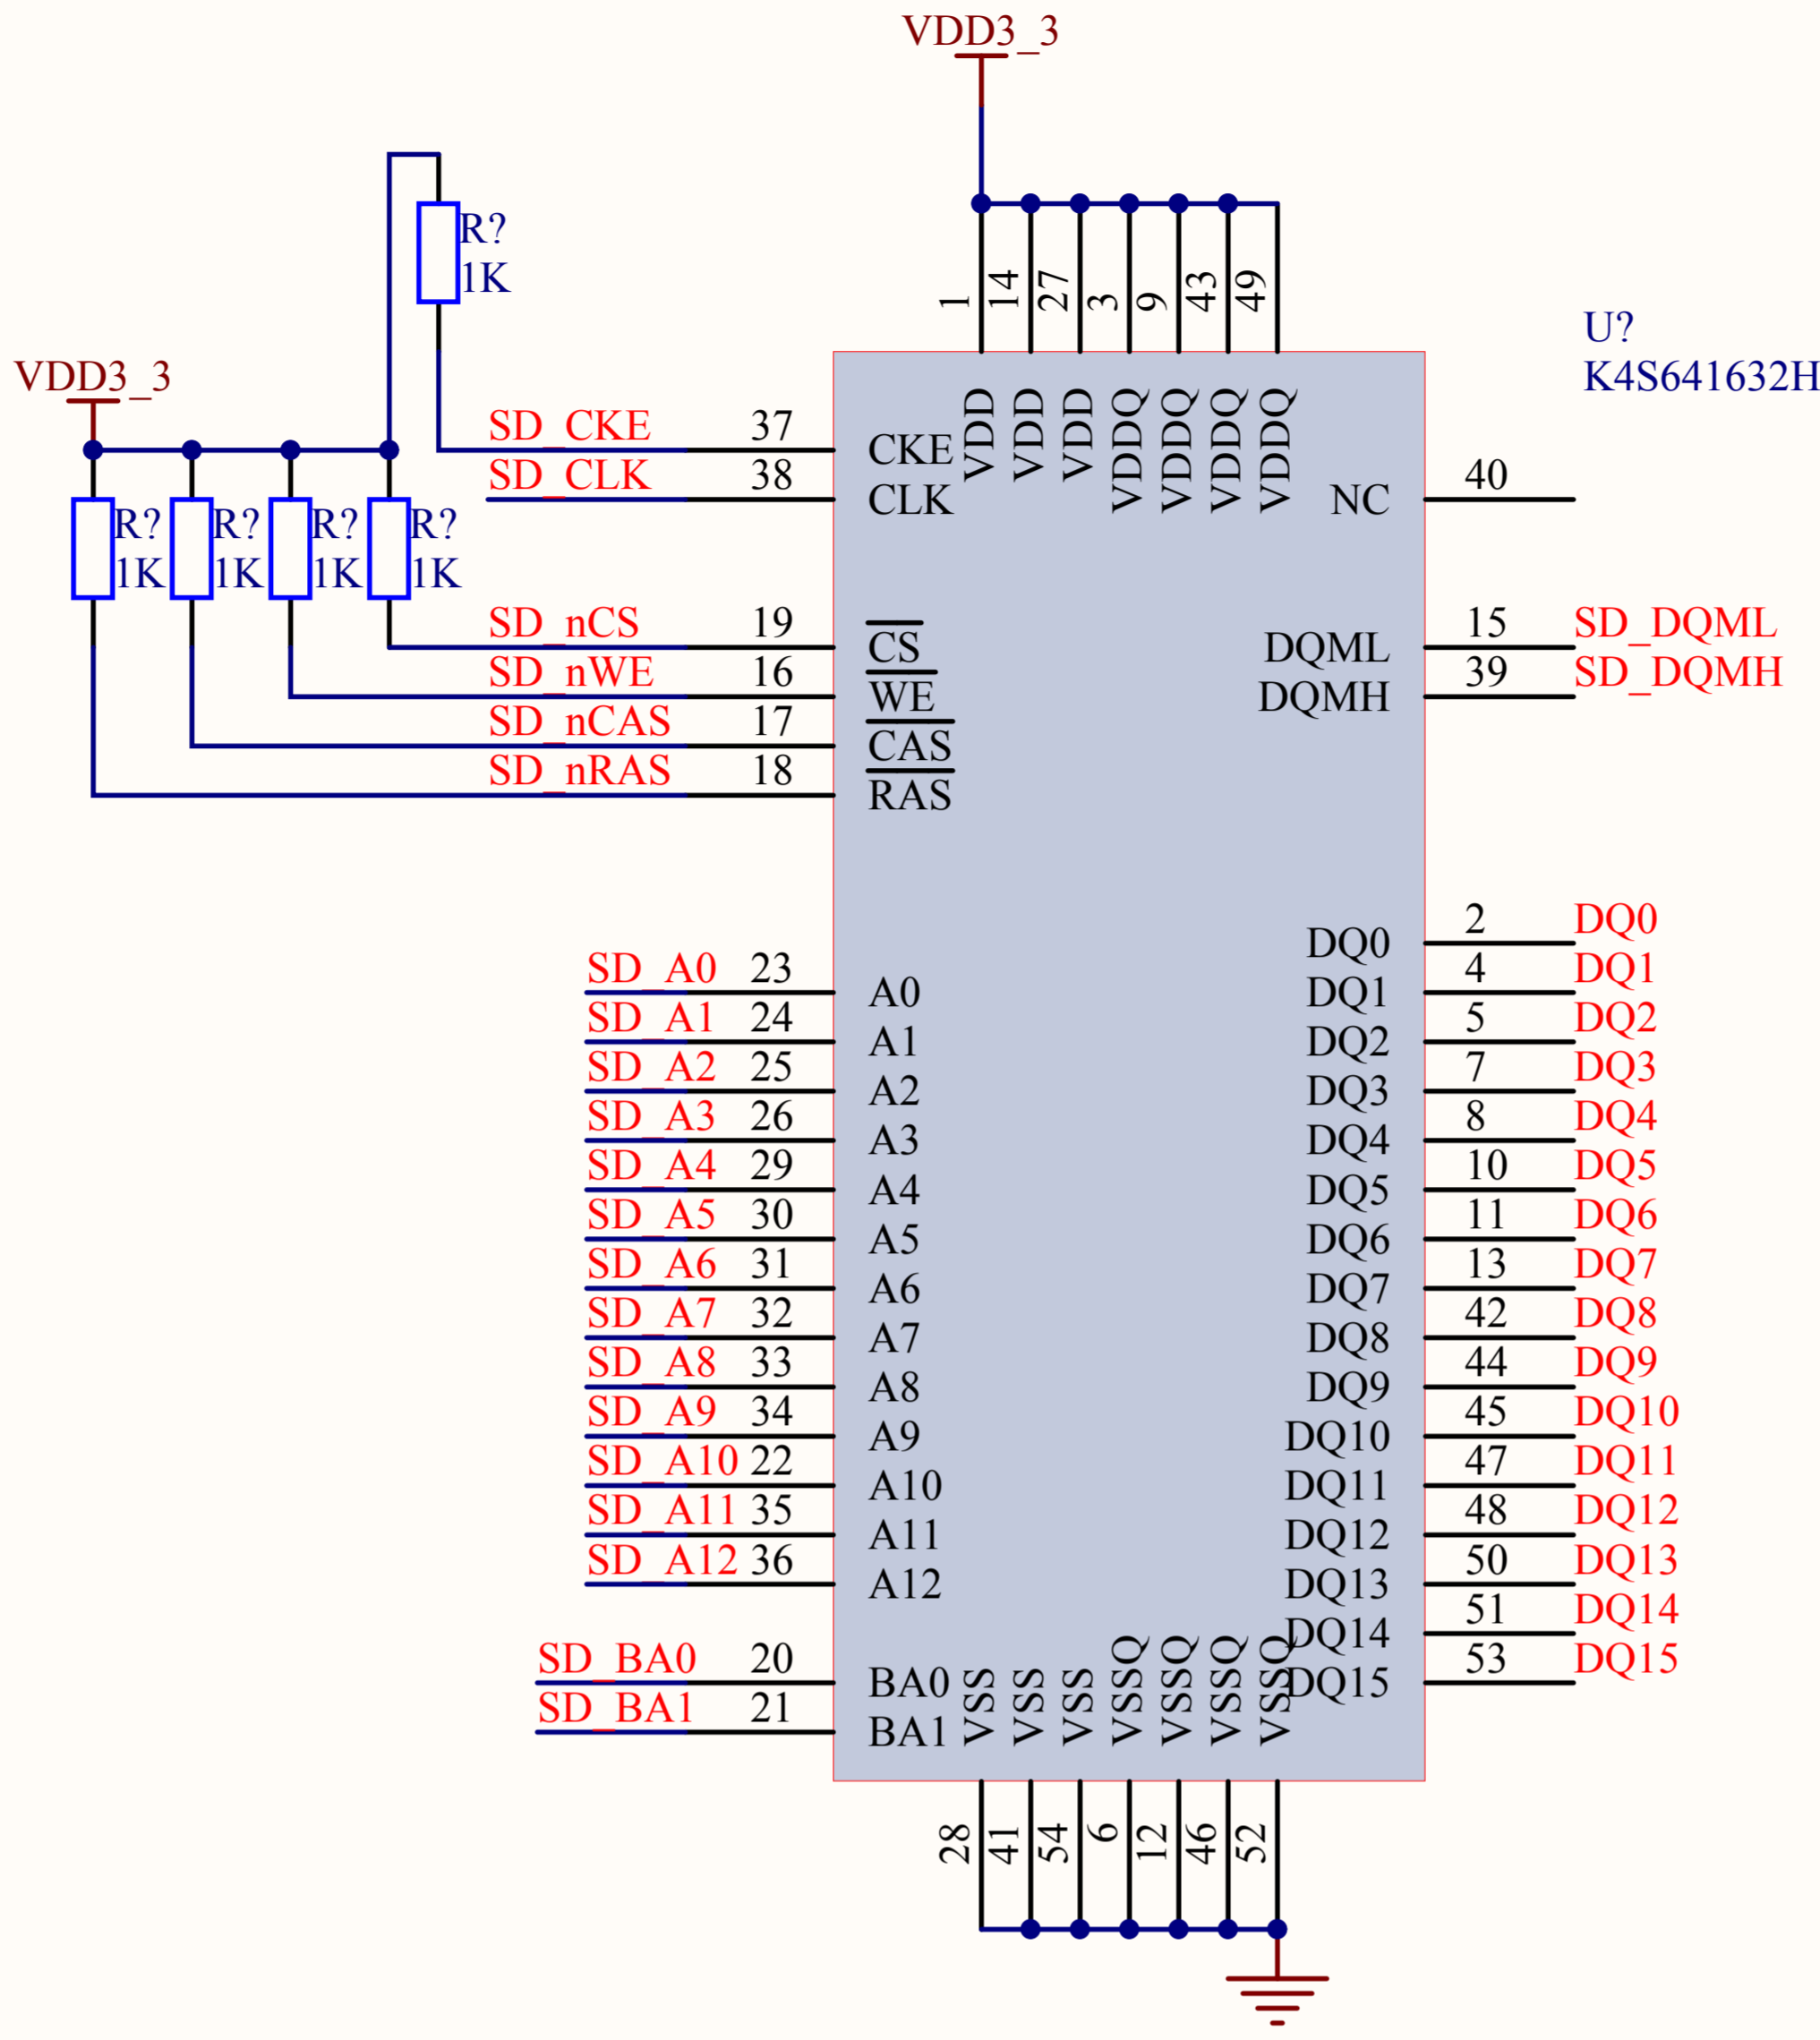 VDD3_3
R?
1K
VDD3_3
1 14 27 3 9 43 49
U?
K4S641632H
VDD VDD VDD VDDQ VDDQ VDDQ VDDQ
SD_CKE 37 CKE
SD_CLK 38 CLK
NC 40
R? R? R? R?
1K 1K 1K 1K
SD_nCS 19 CS
DQML 15 SD_DQML
SD_nWE 16 WE
DQMH 39 SD_DQMH
SD_nCAS 17 CAS
SD_nRAS 18 RAS
DQ0 2 DQ0
SD_A0 23 A0 DQ1 4 DQ1
SD_A1 24 A1 DQ2 5 DQ2
SD_A2 25 A2 DQ3 7 DQ3
SD_A3 26 A3 DQ4 8 DQ4
SD_A4 29 A4 DQ5 10 DQ5
SD_A5 30 A5 DQ6 11 DQ6
SD_A6 31 A6 DQ7 13 DQ7
SD_A7 32 A7 DQ8 42 DQ8
SD_A8 33 A8 DQ9 44 DQ9
SD_A9 34 A9 DQ10 45 DQ10
SD_A10 22 A10 DQ11 47 DQ11
SD_A11 35 A11 DQ12 48 DQ12
SD_A12 36 A12 DQ13 50 DQ13
DQ14 51 DQ14
SD_BA0 20 BA0 DQ15 53 DQ15
SD_BA1 21 BA1
VSS VSS VSS VSSQ VSSQ VSSQ VSSQ
28 41 54 6 12 46 52